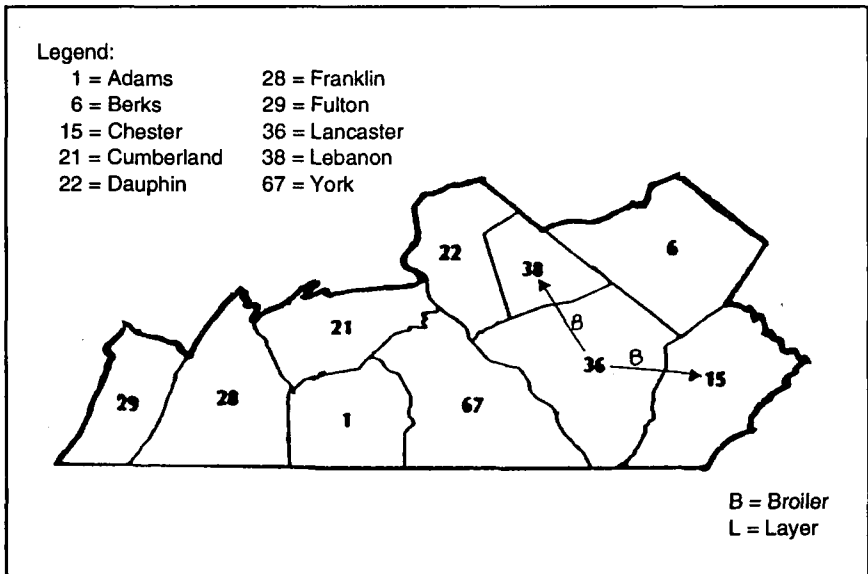 Legend:
1 = Adams 28 = Franklin
6 = Berks 29 = Fulton
15 = Chester 36 = Lancaster
21 = Cumberland 38 = Lebanon
22 = Dauphin 67 = York
22
38
6
21
B
36
B
15
29
28
1
67
B = Broiler
L = Layer